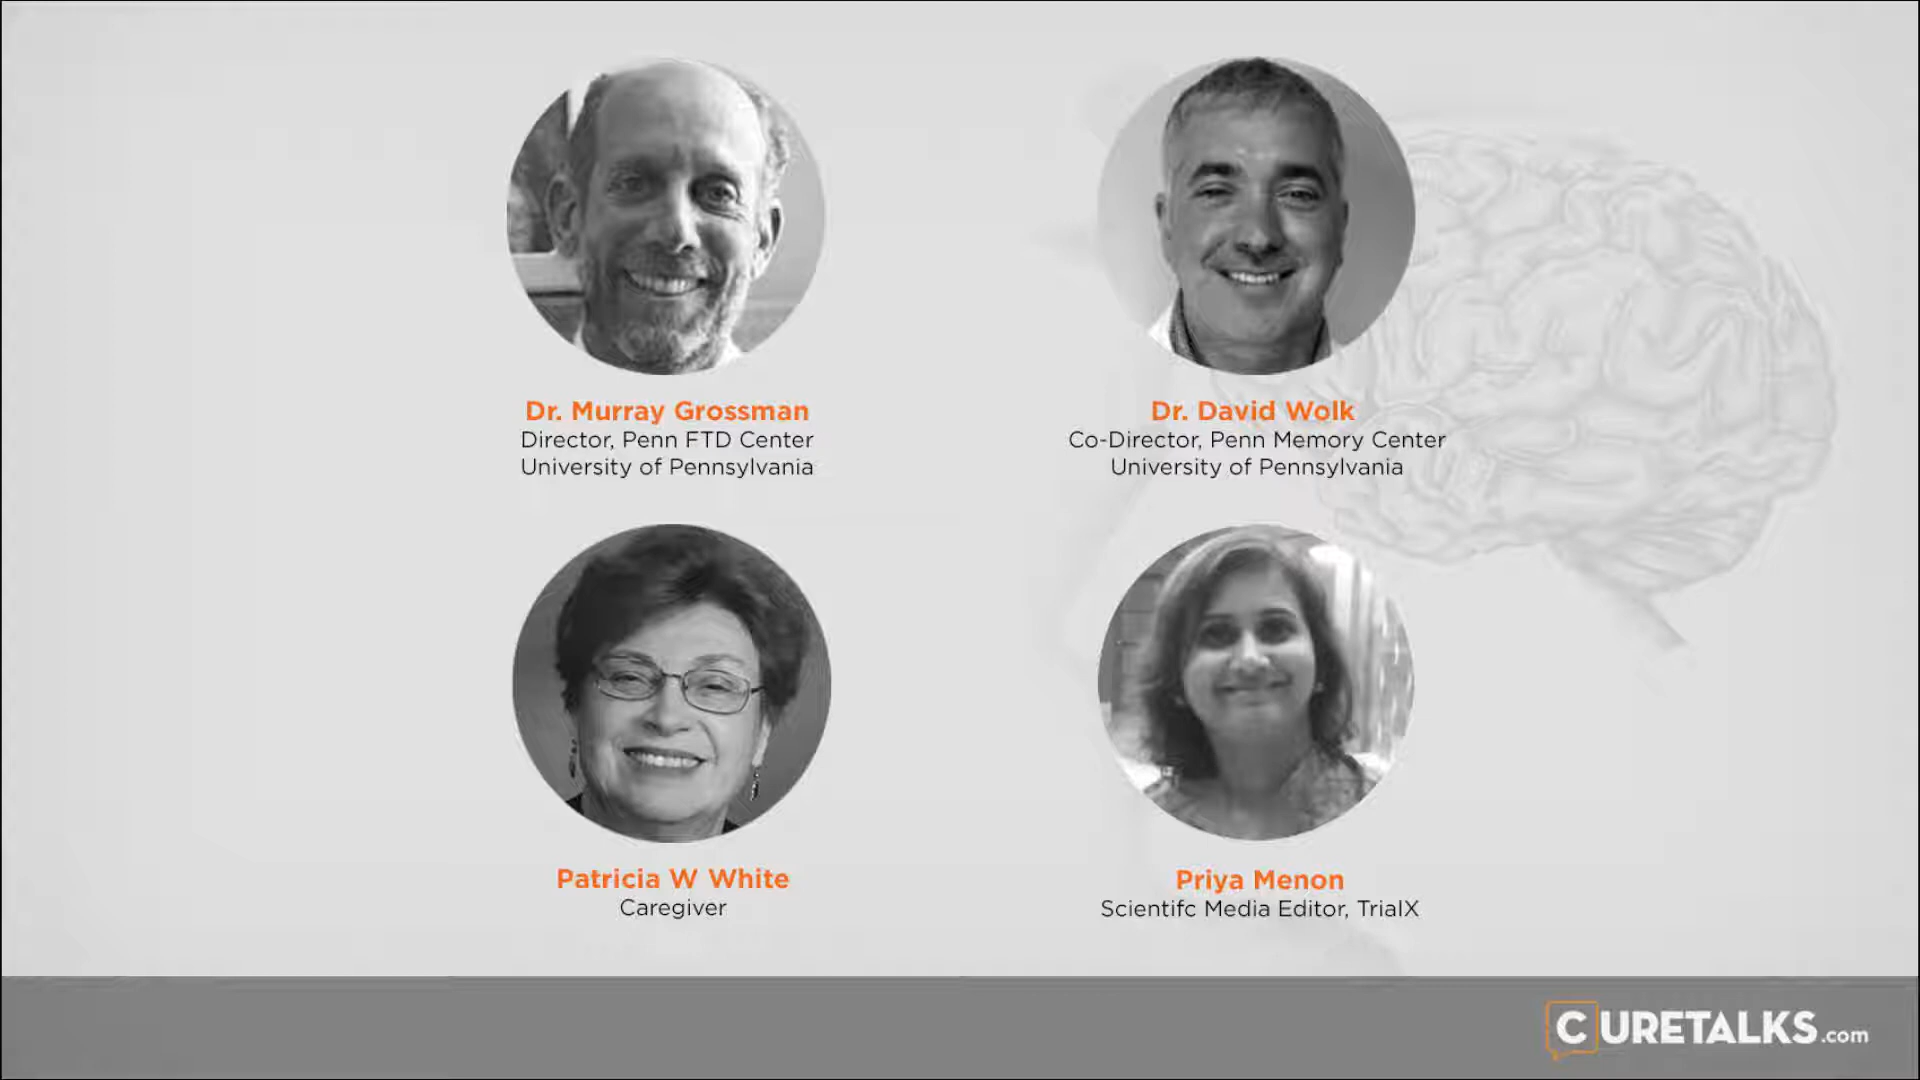 Dr. Murray Grossman
Director, Penn FTD Center
University of Pennsylvania
Dr. David Wolk
Co-Director, Penn Memory Center
University of Pennsylvania
Patricia W White
Caregiver
Priya Menon
Scientifc Media Editor, TrialX
CURETALKS.com